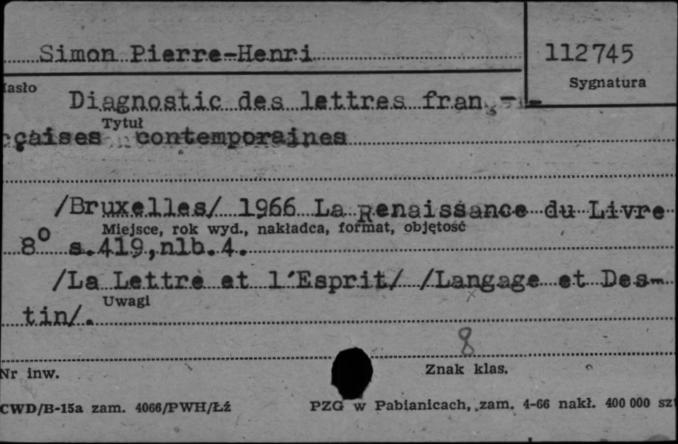 Simon Pierre-Henri 112745
Hasło Sygnatura
Diagnostic des lettres fran -
çaises contemporaines
Tytuł
/Bruxelles/ 1966 La Renaissance du Livre
Miejsce, rok wyd., nakładca, format, objętość
8° s.419,nlb.4.
/La Lettre et l'Esprit/ /Langage et Des-
Uwagi
tin/.
8
Nr inw. Znak klas.
CWD/B-15a zam. 4066/PWH/Łź PZG w Pabianicach, zam. 4-66 nakł. 400 000 szt